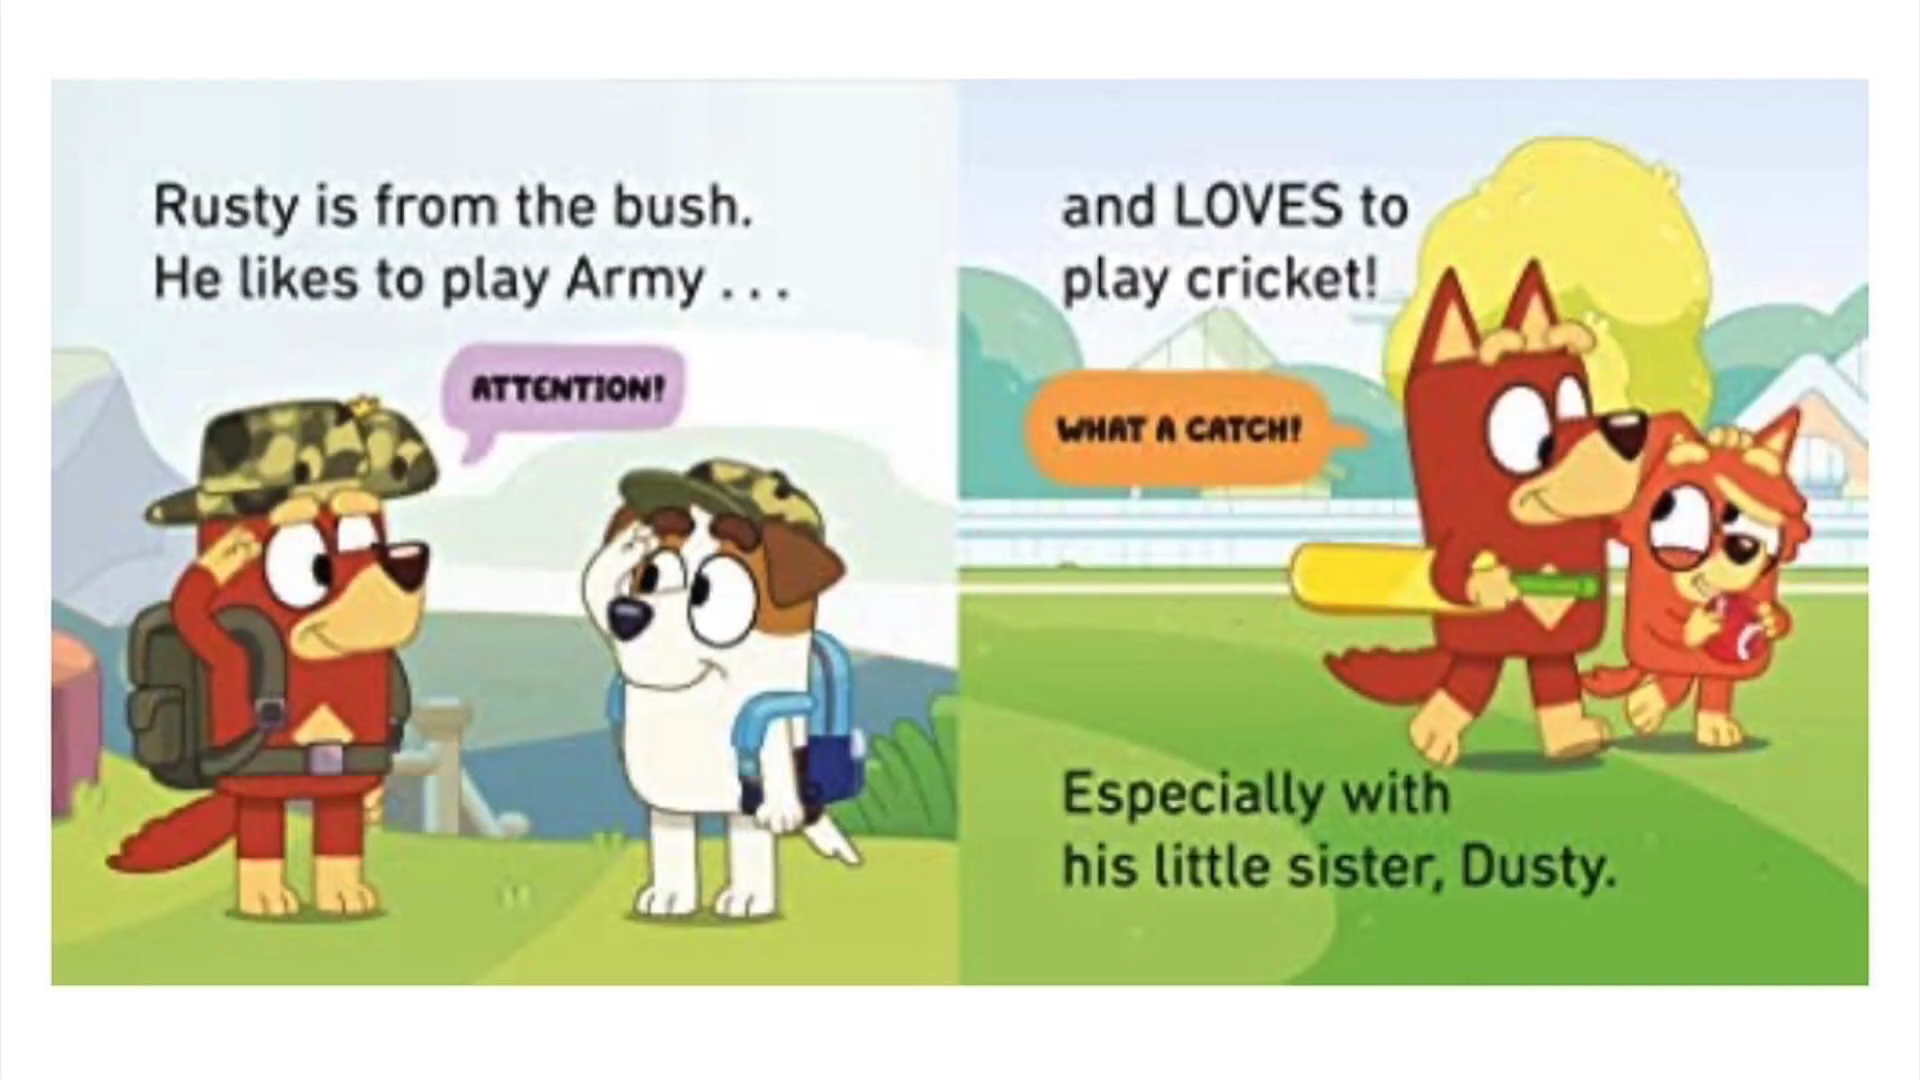 Rusty is from the bush.
He likes to play Army . . .
ATTENTION!
and LOVES to
play cricket!
WHAT A CATCH!
Especially with
his little sister, Dusty.